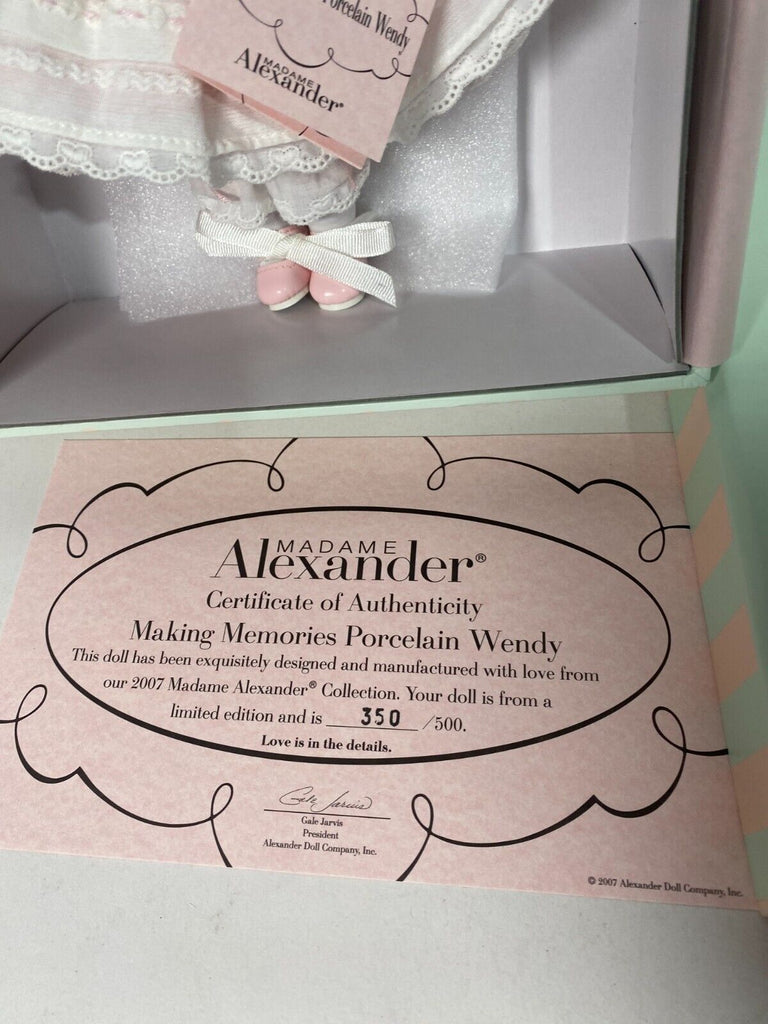 Porcelain Wendy
MADAME
Alexander®
MADAME
Alexander®
Certificate of Authenticity
Making Memories Porcelain Wendy
This doll has been exquisitely designed and manufactured with love from
our 2007 Madame Alexander® Collection. Your doll is from a
limited edition and is 350 /500.
Love is in the details.
Gale Jarvis
Gale Jarvis
President
Alexander Doll Company, Inc.
© 2007 Alexander Doll Company, Inc.